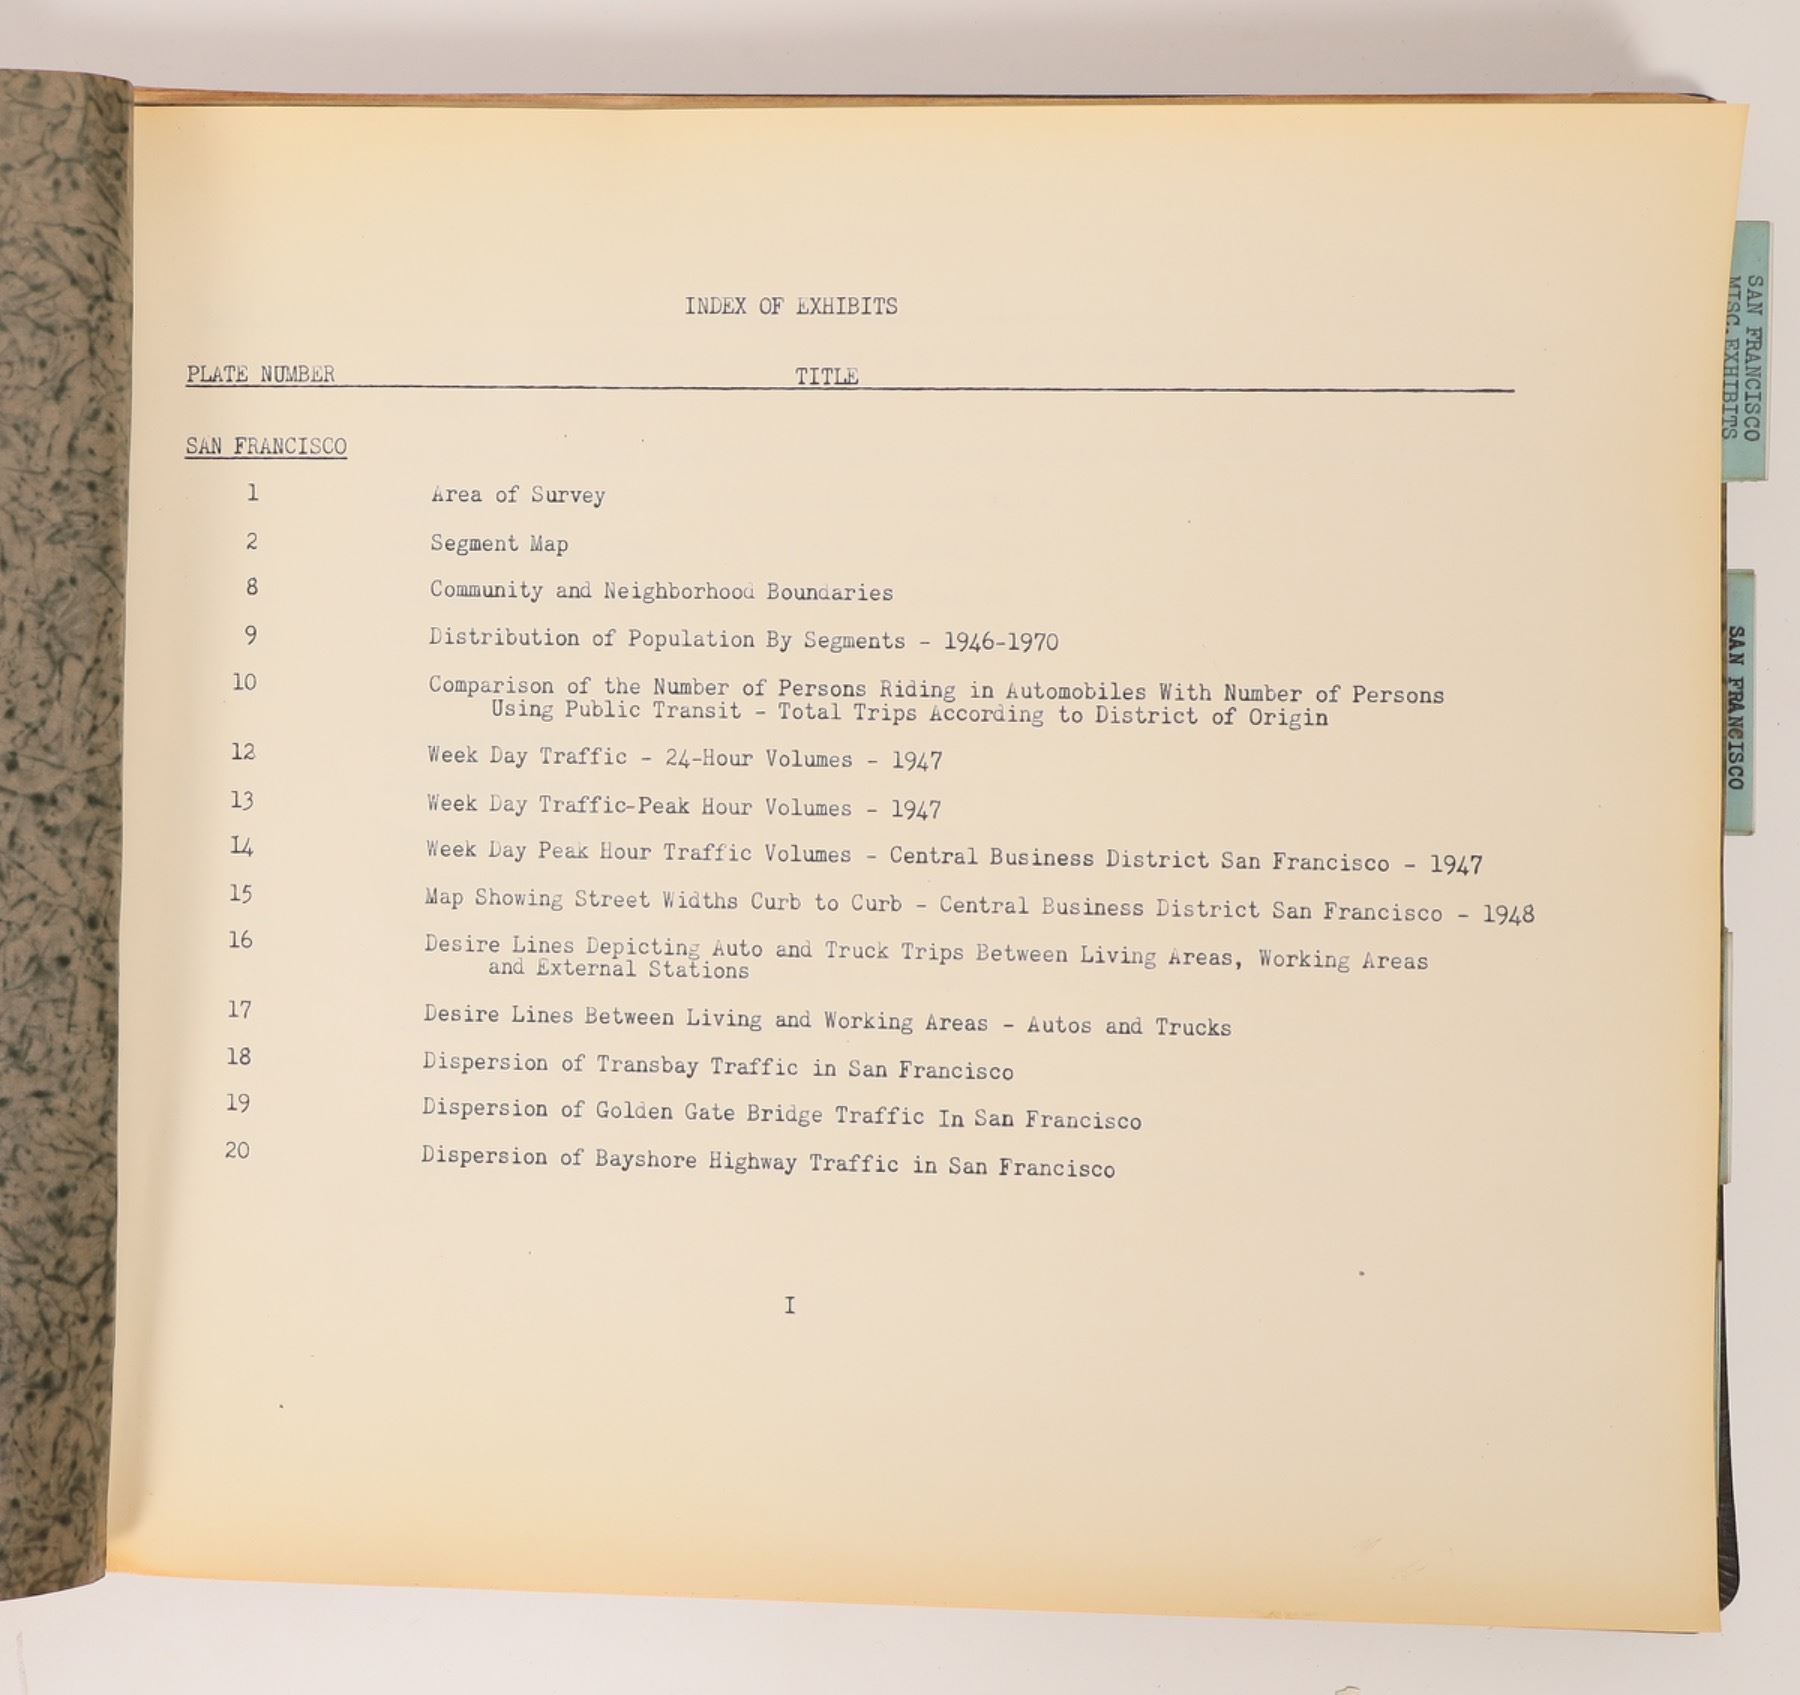 INDEX OF EXHIBITS
PLATE NUMBER TITLE
SAN FRANCISCO
1 Area of Survey
2 Segment Map
8 Community and Neighborhood Boundaries
9 Distribution of Population By Segments - 1946-1970
10 Comparison of the Number of Persons Riding in Automobiles With Number of Persons
Using Public Transit - Total Trips According to District of Origin
12 Week Day Traffic - 24-Hour Volumes - 1947
13 Week Day Traffic-Peak Hour Volumes - 1947
14 Week Day Peak Hour Traffic Volumes - Central Business District San Francisco - 1947
15 Map Showing Street Widths Curb to Curb - Central Business District San Francisco - 1948
16 Desire Lines Depicting Auto and Truck Trips Between Living Areas, Working Areas
and External Stations
17 Desire Lines Between Living and Working Areas - Autos and Trucks
18 Dispersion of Transbay Traffic in San Francisco
19 Dispersion of Golden Gate Bridge Traffic In San Francisco
20 Dispersion of Bayshore Highway Traffic in San Francisco
I
SAN FRANCISCO
MISC. EXHIBITS
SAN FRANCISCO